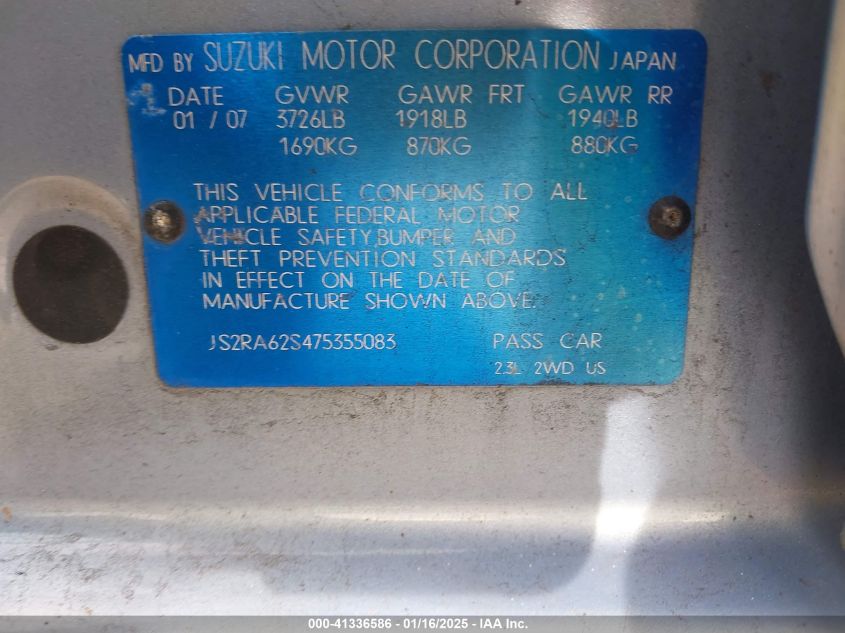 MFD BY SUZUKI MOTOR CORPORATION JAPAN
DATE GVWR GAWR FRT GAWR RR
01 / 07 3726LB 1918LB 1940LB
1690KG 870KG 880KG
THIS VEHICLE CONFORMS TO ALL
APPLICABLE FEDERAL MOTOR
VEHICLE SAFETY,BUMPER AND
THEFT PREVENTION STANDARDS
IN EFFECT ON THE DATE OF
MANUFACTURE SHOWN ABOVE.
JS2RA62S475355083 PASS CAR
2.3L 2WD US
000-41336586 - 01/16/2025 - IAA Inc.